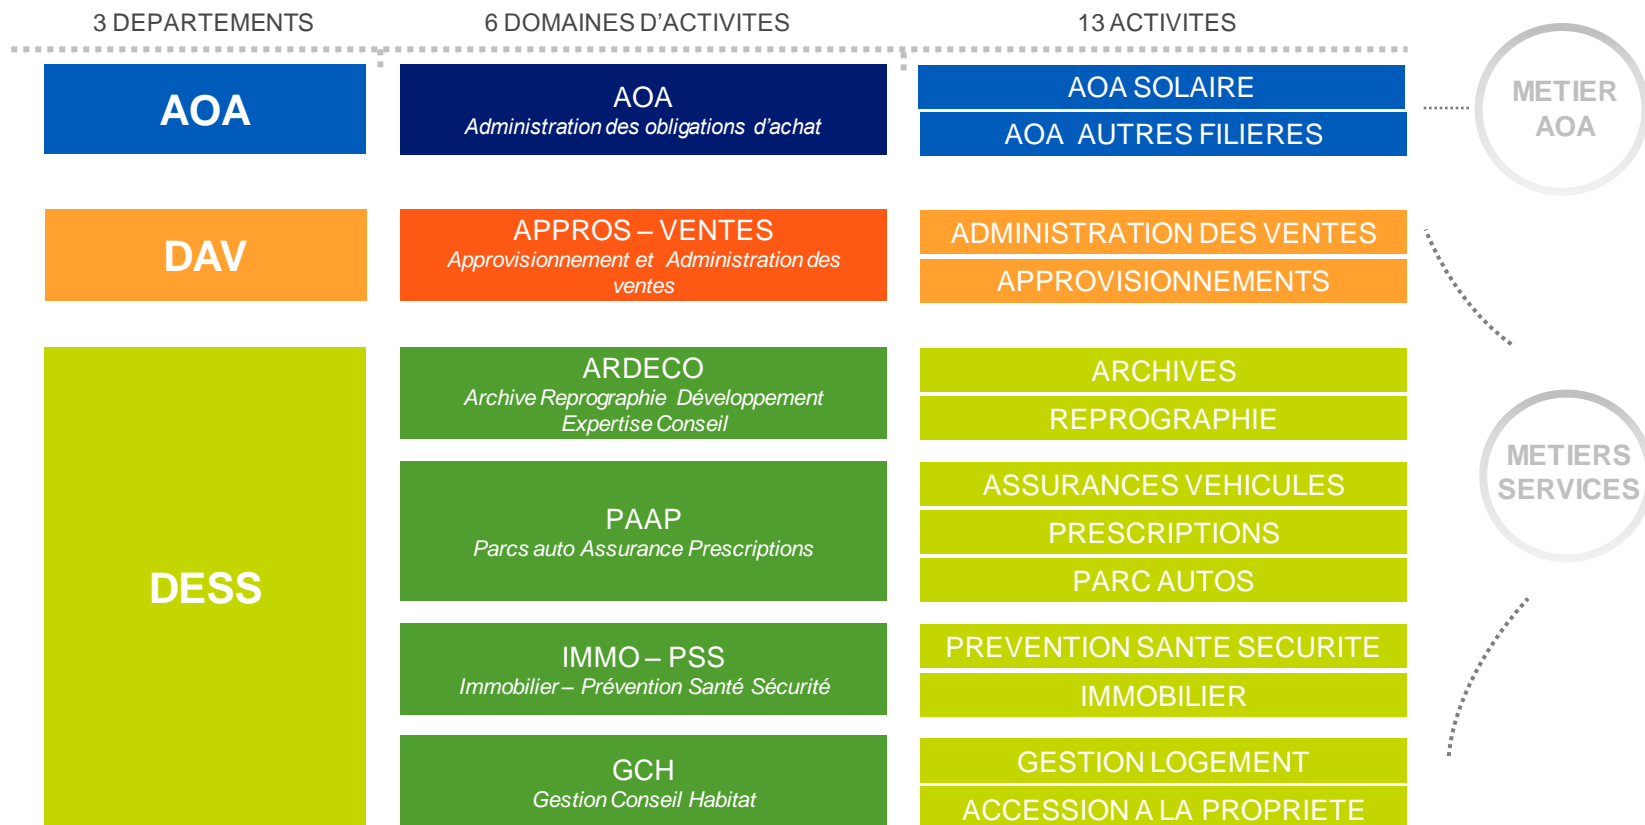 3 DEPARTEMENTS
6 DOMAINES D'ACTIVITES
13 ACTIVITES
AOA
AOA
Administration des obligations d'achat
AOA SOLAIRE
AOA AUTRES FILIERES
METIER
AOA
DAV
APPROS – VENTES
Approvisionnement et Administration des
ventes
ADMINISTRATION DES VENTES
APPROVISIONNEMENTS
DESS
ARDECO
Archive Reprographie Développement
Expertise Conseil
ARCHIVES
REPROGRAPHIE
PAAP
Parcs auto Assurance Prescriptions
ASSURANCES VEHICULES
PRESCRIPTIONS
PARC AUTOS
METIERS
SERVICES
IMMO – PSS
Immobilier – Prévention Santé Sécurité
PREVENTION SANTE SECURITE
IMMOBILIER
GCH
Gestion Conseil Habitat
GESTION LOGEMENT
ACCESSION A LA PROPRIETE